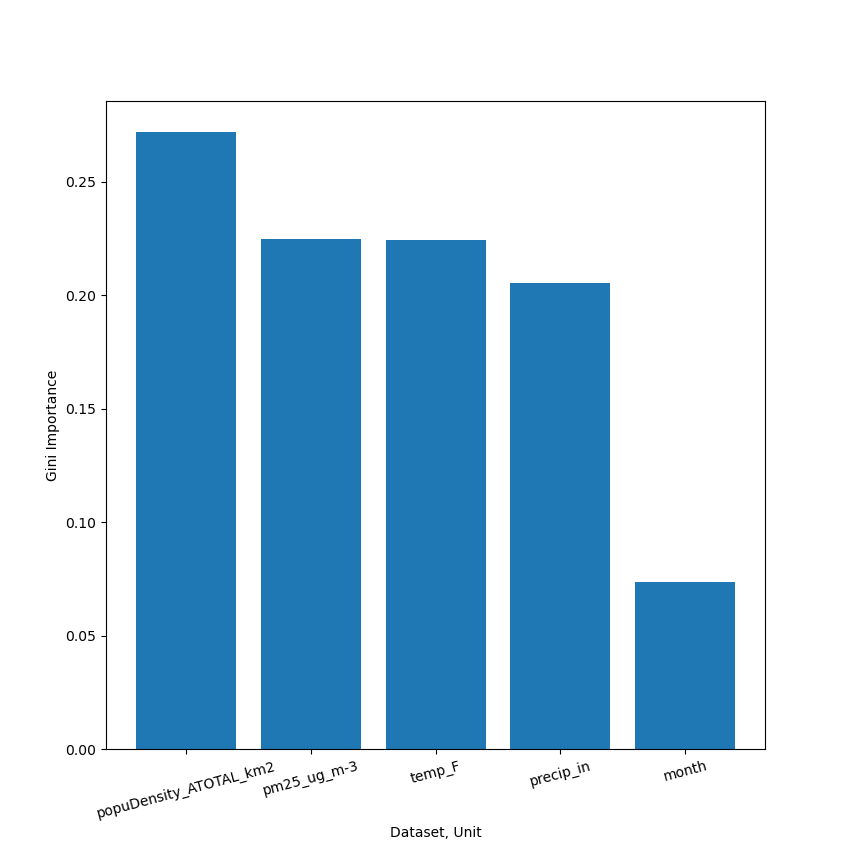 0.25
0.20
0.15
0.10
0.05
0.00
Gini Importance
popuDensity_ATOTAL_km2
pm25_ug_m-3
temp_F
precip_in
month
Dataset, Unit